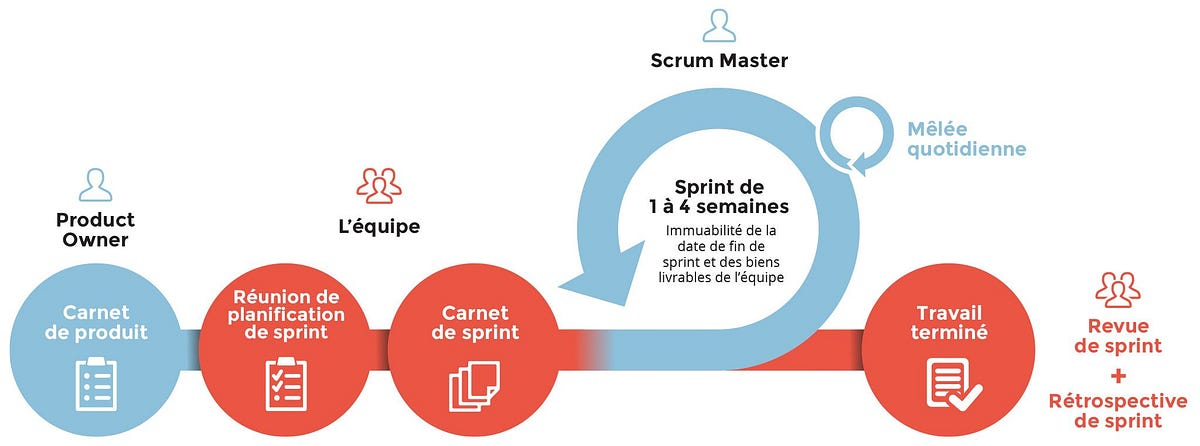 Scrum Master
Mêlée
quotidienne
Sprint de
1 à 4 semaines
Immuabilité de la
date de fin de
sprint et des biens
livrables de l’équipe
Product
Owner
L’équipe
Carnet
de produit
Réunion de
planification
de sprint
Carnet
de sprint
Travail
terminé
Revue
de sprint
+
Rétrospective
de sprint